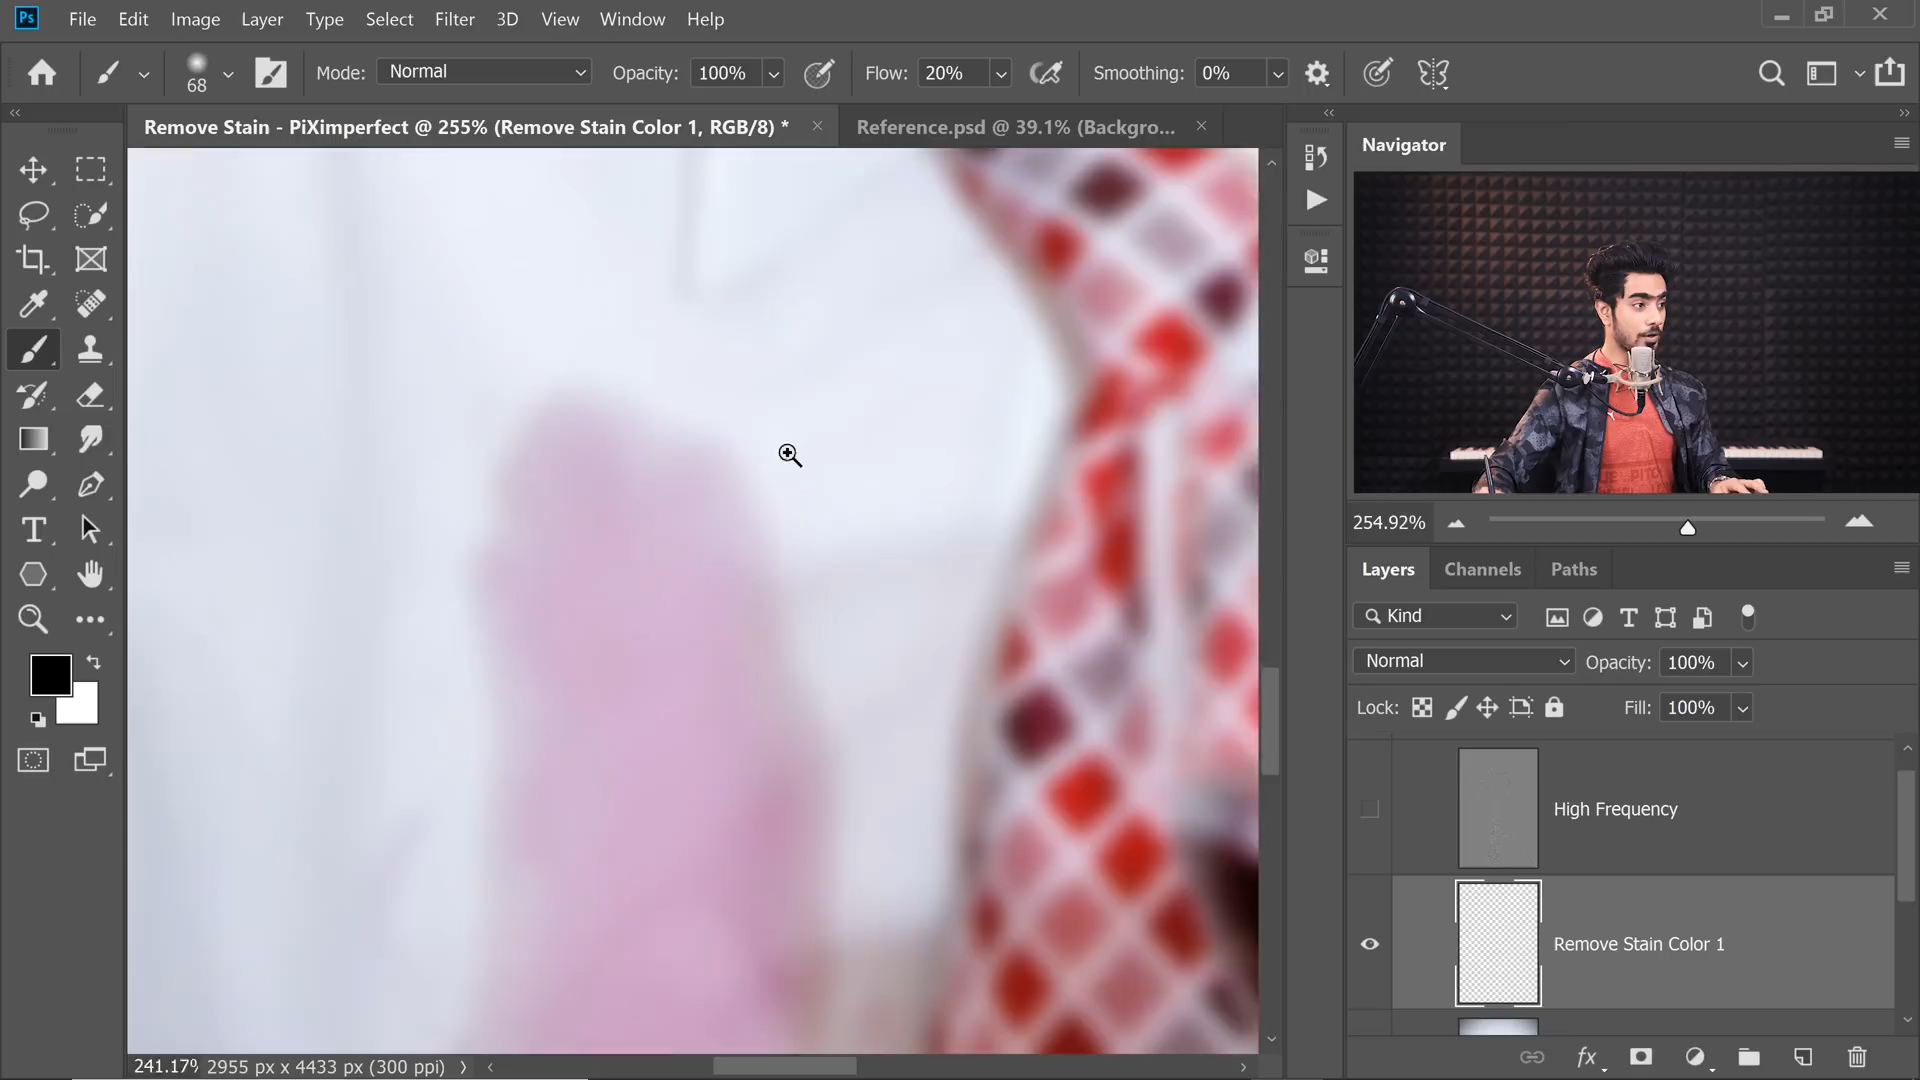 Ps File Edit Image Layer Type Select Filter 3D View Window Help
68 Mode: Normal Opacity: 100% Flow: 20% Smoothing: 0%
Remove Stain - PiXimperfect @ 255% (Remove Stain Color 1, RGB/8) * Reference.psd @ 39.1% (Backgro...
Navigator
254.92%
Layers Channels Paths
Kind
Normal Opacity: 100%
Lock: Fill: 100%
High Frequency
Remove Stain Color 1
fx
241.17% 2955 px x 4433 px (300 ppi)